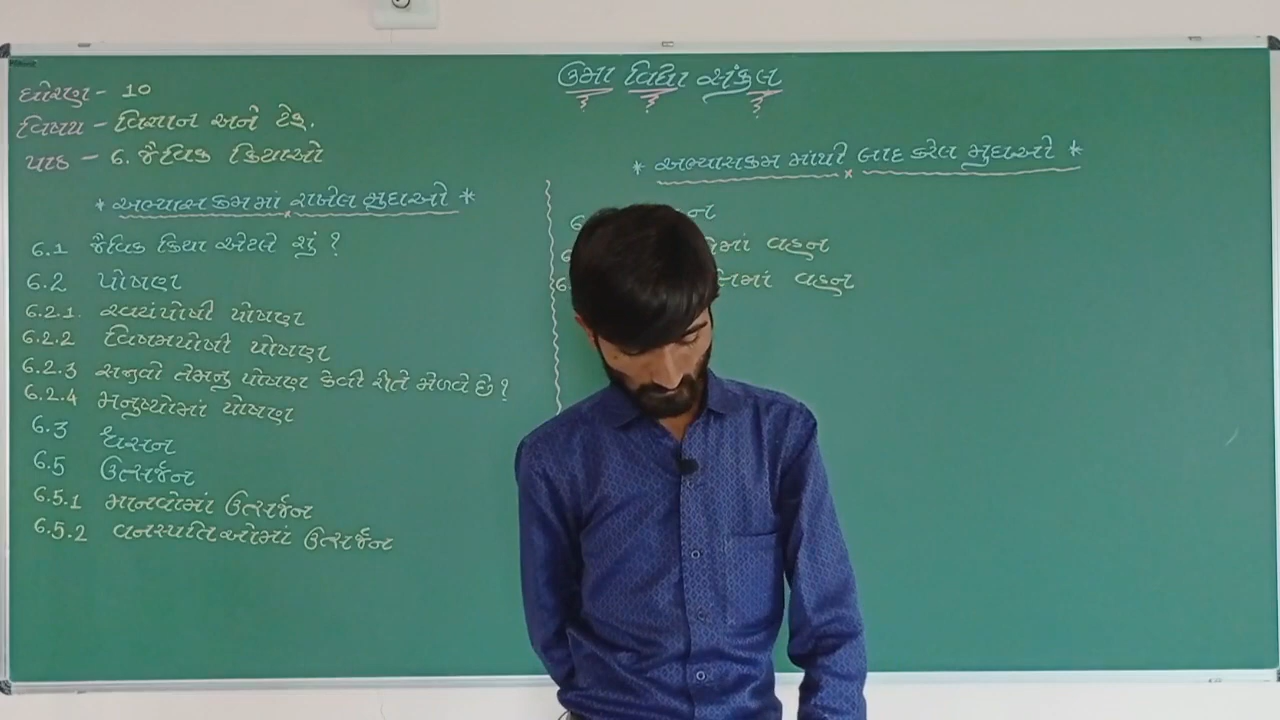 ઉમા વિદ્યા સંકુલ
ધોરણ - 10
વિષય - વિજ્ઞાન અને ટેક.
પાઠ - 6. જૈવિક ક્રિયાઓ
* અભ્યાસક્રમમાં રાખેલ મુદ્દાઓ *
6.1 જૈવિક ક્રિયા એટલે શું ?
6.2 પોષણ
6.2.1. સ્વયંપોષી પોષણ
6.2.2 વિષમપોષી પોષણ
6.2.3 સજીવો તેમનુ પોષણ કેવી રીતે મેળવે છે ?
6.2.4 મનુષ્યોમાં પોષણ
6.3 શ્વસન
6.5 ઉત્સર્જન
6.5.1 માનવોમાં ઉત્સર્જન
6.5.2 વનસ્પતિઓમાં ઉત્સર્જન
* અભ્યાસક્રમ માંથી બાદ કરેલ મુદ્દાઓ *
વહન
વહન